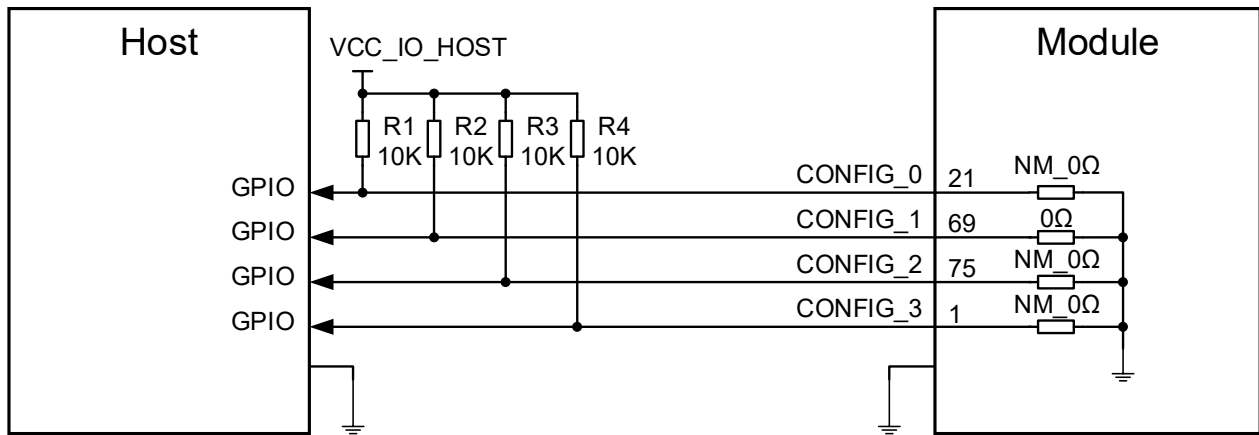 Host
Module
VCC_IO_HOST
R1 R2 R3 R4
10K 10K 10K 10K
GPIO CONFIG_0 21 NM_0Ω
GPIO CONFIG_1 69 0Ω
GPIO CONFIG_2 75 NM_0Ω
GPIO CONFIG_3 1 NM_0Ω